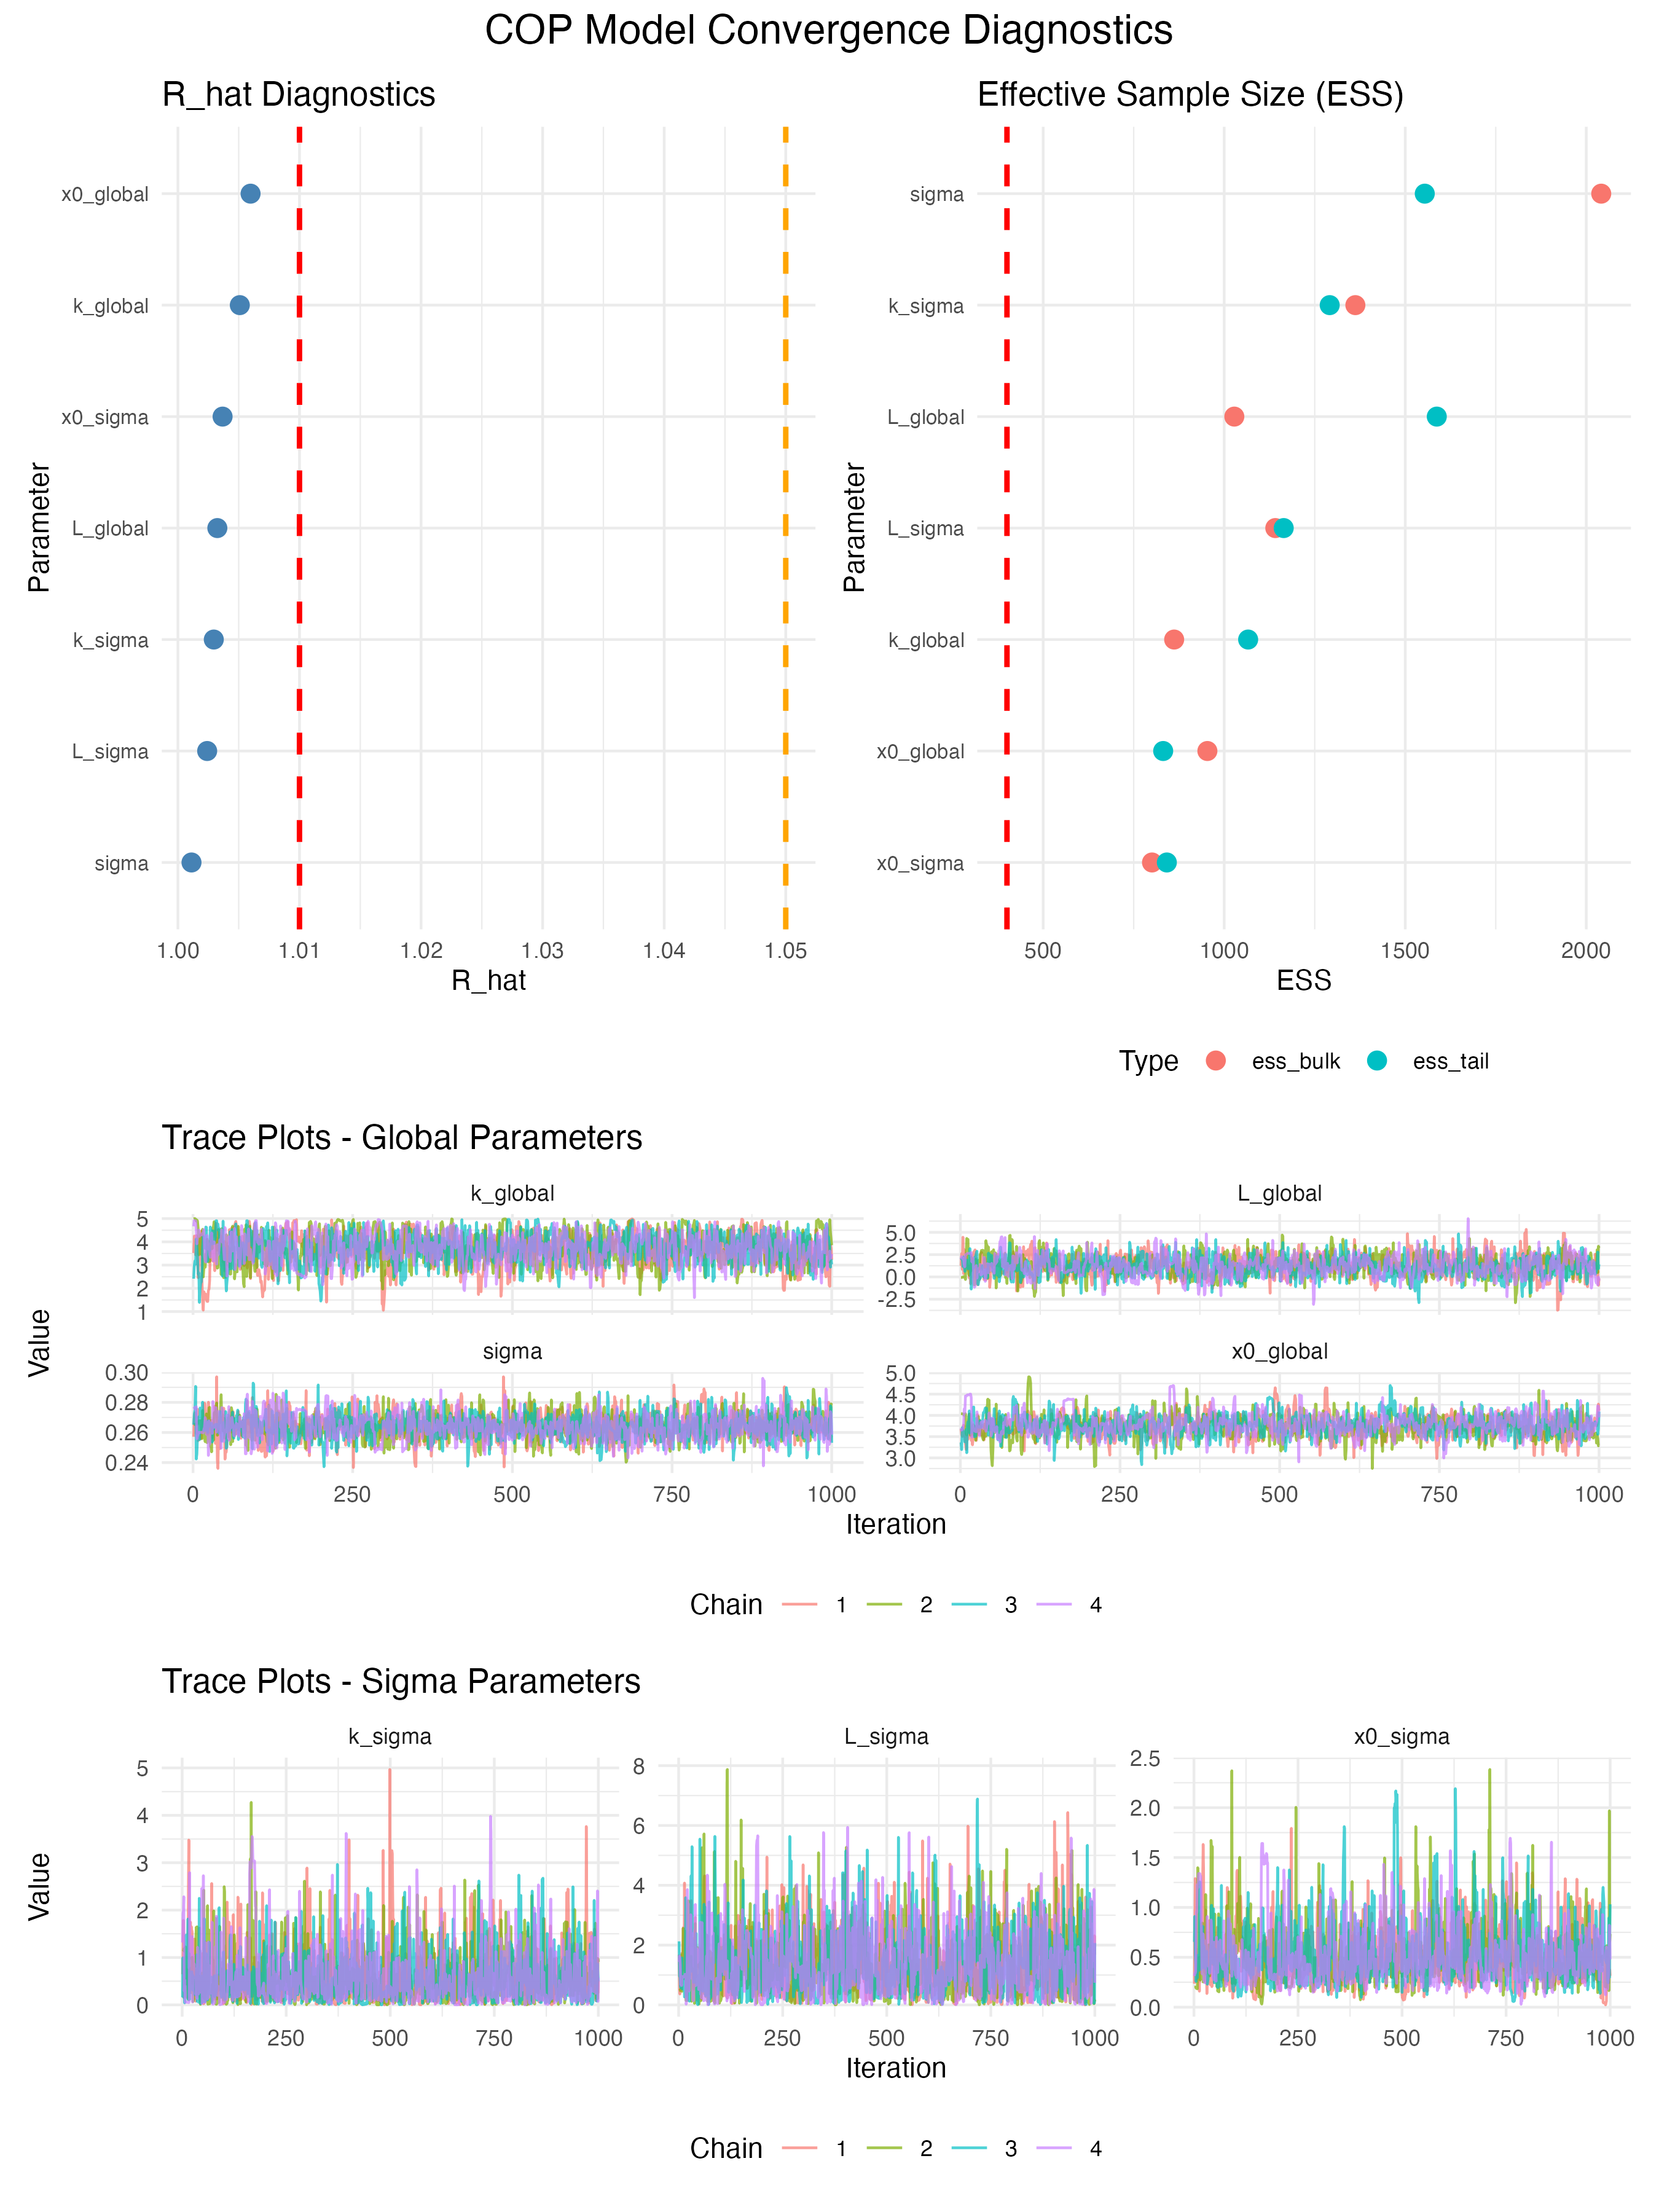 COP Model Convergence Diagnostics
R_hat Diagnostics
Parameter
x0_global
k_global
x0_sigma
L_global
k_sigma
L_sigma
sigma
1.00 1.01 1.02 1.03 1.04 1.05
R_hat
Effective Sample Size (ESS)
Parameter
sigma
k_sigma
L_global
L_sigma
k_global
x0_global
x0_sigma
500 1000 1500 2000
ESS
Type ess_bulk ess_tail
Trace Plots - Global Parameters
Value
k_global
5
4
3
2
1
L_global
5.0
2.5
0.0
-2.5
sigma
0.30
0.28
0.26
0.24
0 250 500 750 1000
x0_global
5.0
4.5
4.0
3.5
3.0
0 250 500 750 1000
Iteration
Chain 1 2 3 4
Trace Plots - Sigma Parameters
Value
k_sigma
5
4
3
2
1
0
0 250 500 750 1000
L_sigma
8
6
4
2
0
0 250 500 750 1000
x0_sigma
2.5
2.0
1.5
1.0
0.5
0.0
0 250 500 750 1000
Iteration
Chain 1 2 3 4